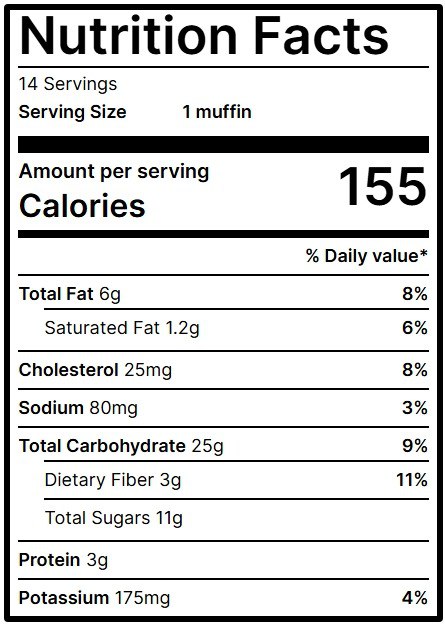 Nutrition Facts
14 Servings
Serving Size 1 muffin
Amount per serving
Calories 155
% Daily value*
Total Fat 6g 8%
Saturated Fat 1.2g 6%
Cholesterol 25mg 8%
Sodium 80mg 3%
Total Carbohydrate 25g 9%
Dietary Fiber 3g 11%
Total Sugars 11g
Protein 3g
Potassium 175mg 4%